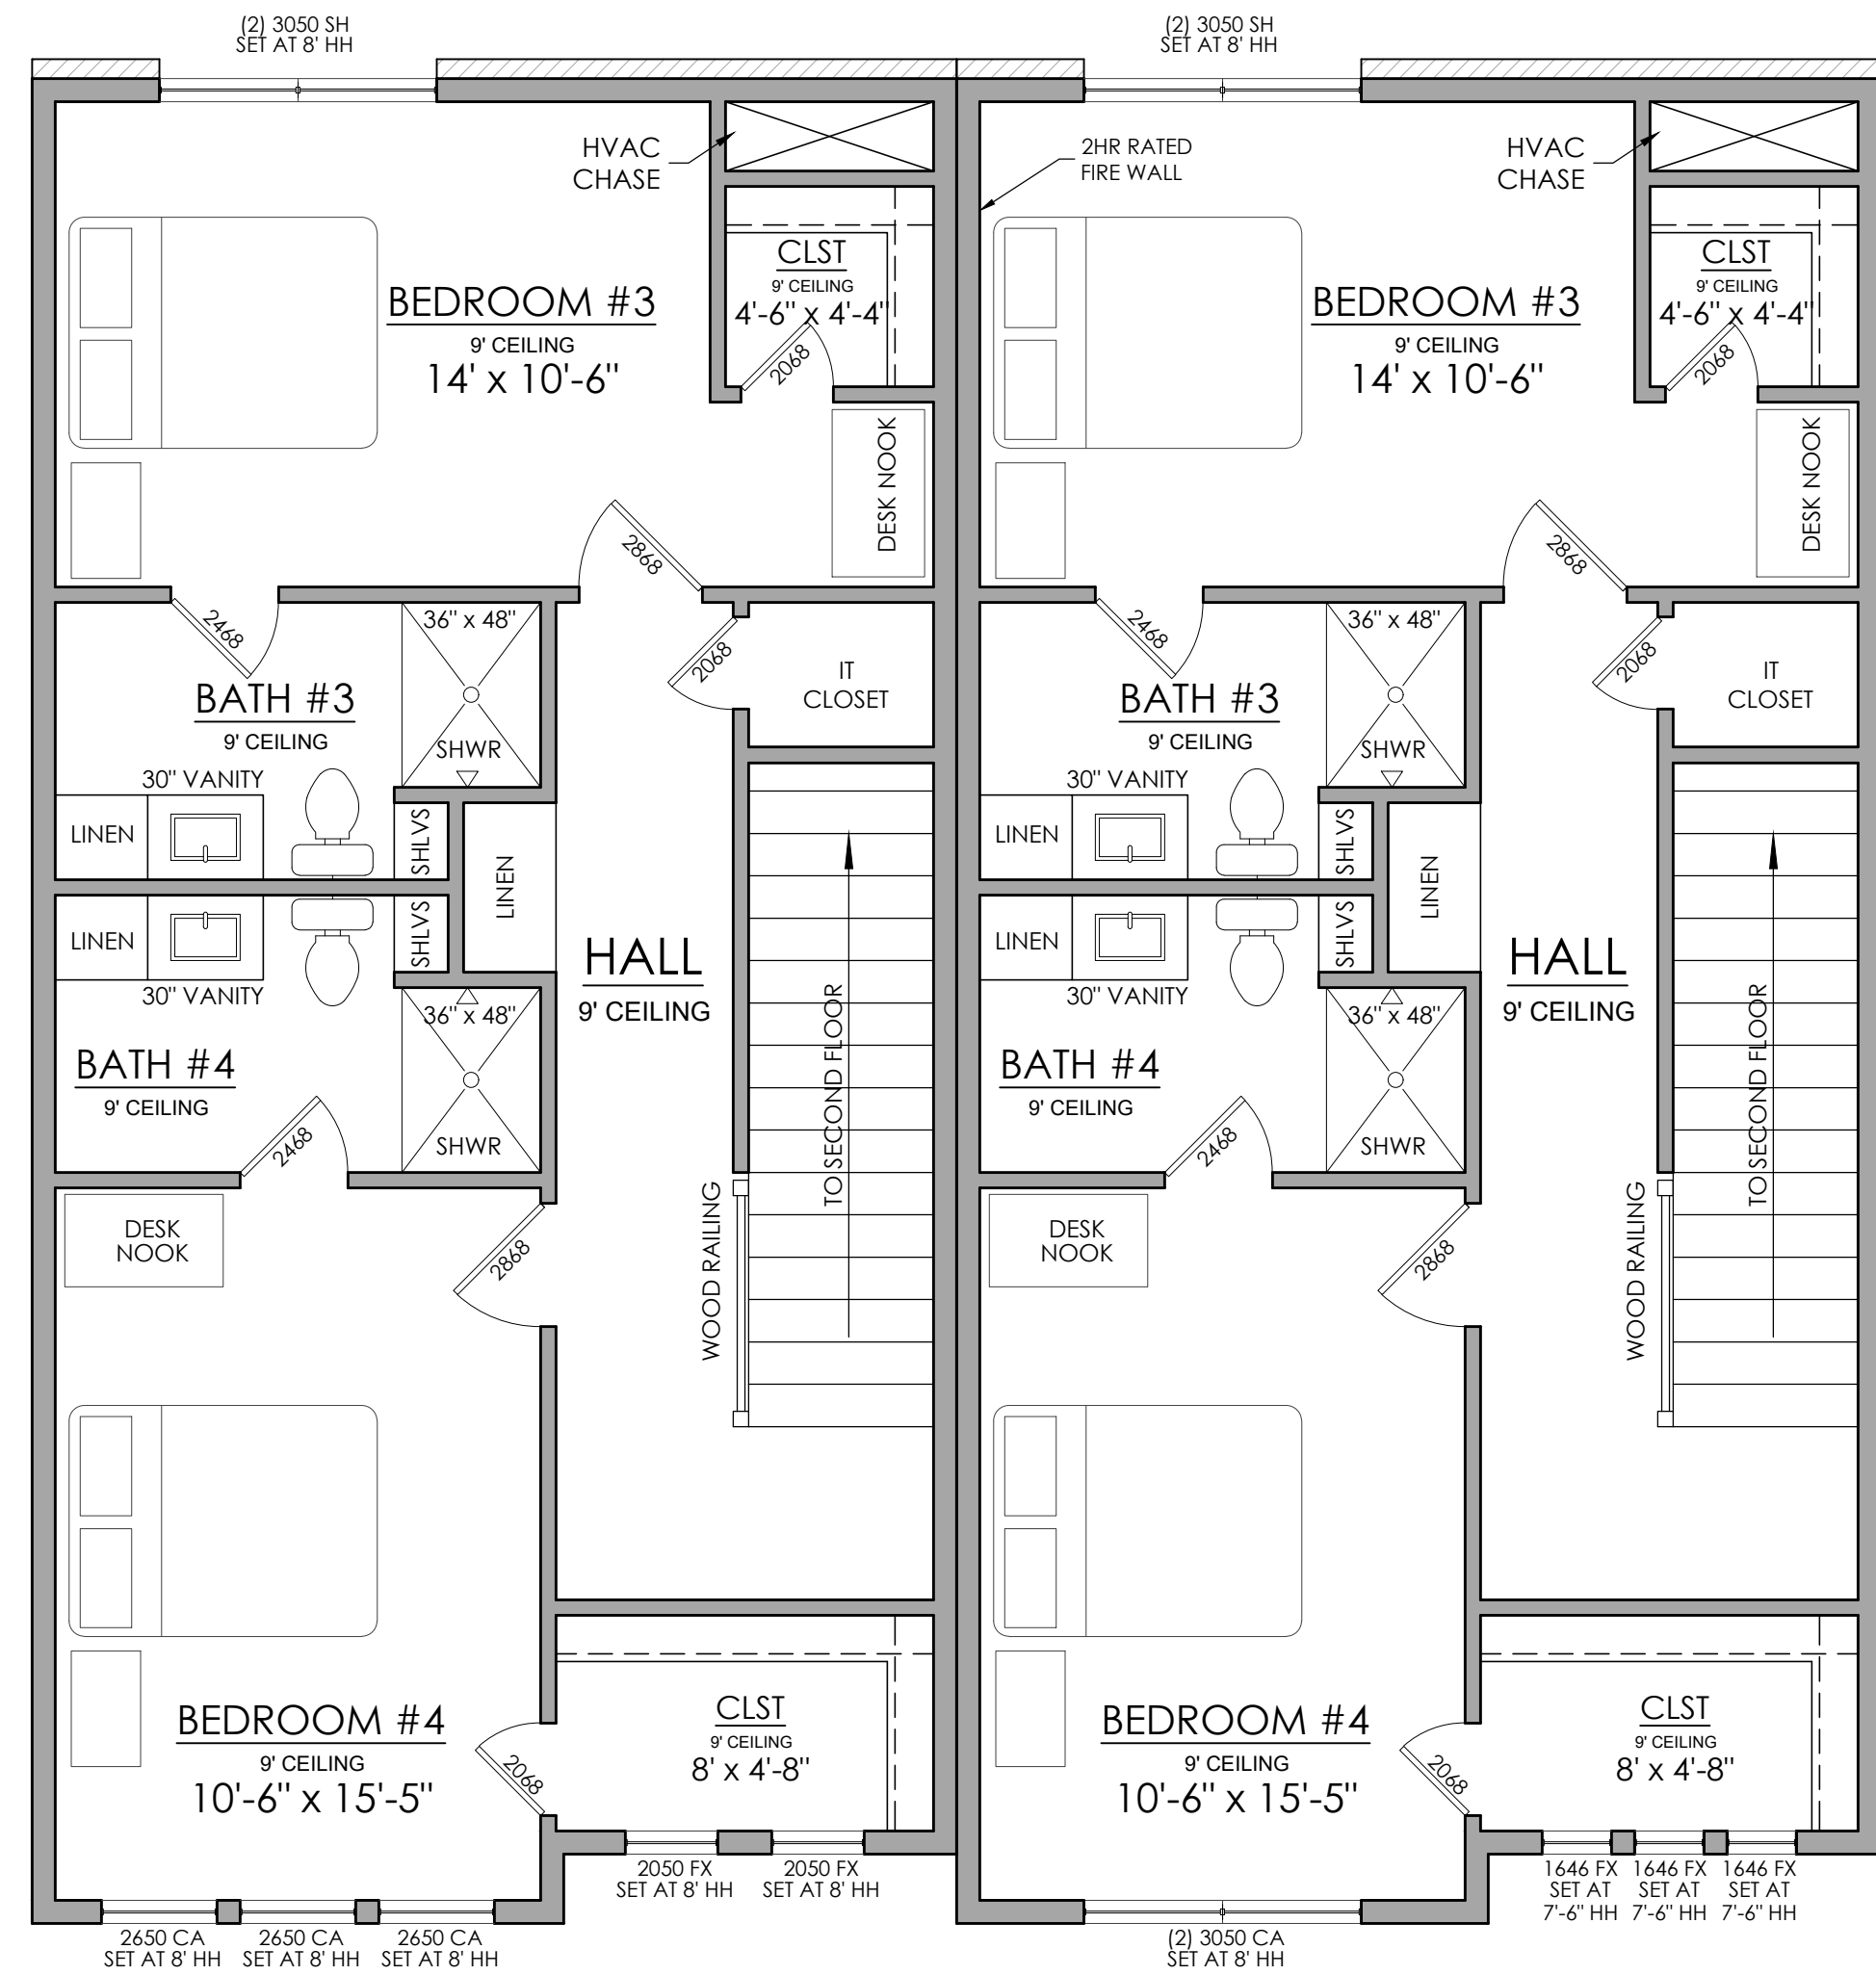 (2) 3050 SH
SET AT 8' HH
HVAC
CHASE
CLST
9' CEILING
4'-6" x 4'-4"
2068
BEDROOM #3
9' CEILING
14' x 10'-6"
DESK NOOK
2868
2468
36" x 48"
2068
IT
CLOSET
BATH #3
9' CEILING
SHWR
30" VANITY
LINEN
SHLVS
LINEN
LINEN
SHLVS
30" VANITY
HALL
9' CEILING
36" x 48"
BATH #4
9' CEILING
2468
SHWR
TO SECOND FLOOR
WOOD RAILING
DESK
NOOK
2868
BEDROOM #4
9' CEILING
10'-6" x 15'-5"
2068
CLST
9' CEILING
8' x 4'-8"
2050 FX
SET AT 8' HH
2050 FX
SET AT 8' HH
2650 CA
SET AT 8' HH
2650 CA
SET AT 8' HH
2650 CA
SET AT 8' HH
(2) 3050 SH
SET AT 8' HH
2HR RATED
FIRE WALL
HVAC
CHASE
CLST
9' CEILING
4'-6" x 4'-4"
2068
BEDROOM #3
9' CEILING
14' x 10'-6"
DESK NOOK
2868
2468
36" x 48"
2068
IT
CLOSET
BATH #3
9' CEILING
SHWR
30" VANITY
LINEN
SHLVS
LINEN
LINEN
SHLVS
30" VANITY
HALL
9' CEILING
36" x 48"
BATH #4
9' CEILING
2468
SHWR
TO SECOND FLOOR
WOOD RAILING
DESK
NOOK
2868
BEDROOM #4
9' CEILING
10'-6" x 15'-5"
2068
CLST
9' CEILING
8' x 4'-8"
1646 FX
SET AT
7'-6" HH
1646 FX
SET AT
7'-6" HH
1646 FX
SET AT
7'-6" HH
(2) 3050 CA
SET AT 8' HH